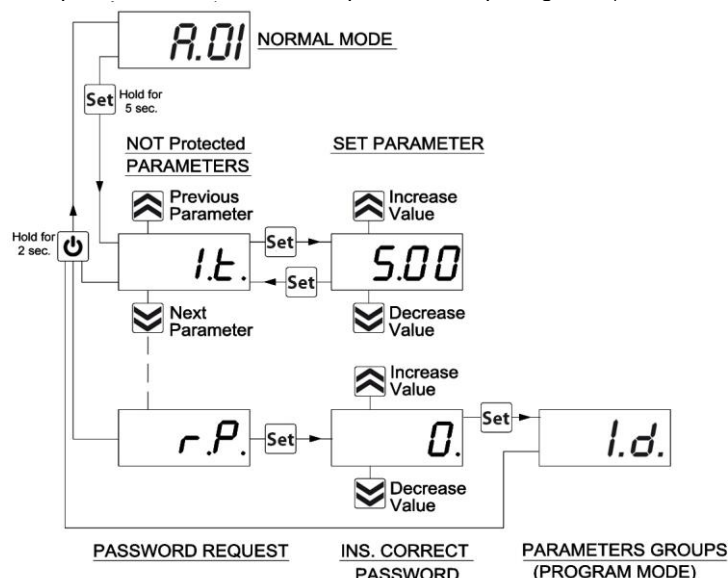 A.01 NORMAL MODE
Set Hold for
5 sec.
NOT Protected
PARAMETERS
SET PARAMETER
Previous
Parameter
Increase
Value
Hold for
2 sec.
1.t.
Set
Set
5.00
Next
Parameter
Decrease
Value
Increase
Value
r.P.
Set
0.
Set
1.d.
Decrease
Value
PASSWORD REQUEST
INS. CORRECT
PASSWORD
PARAMETERS GROUPS
(PROGRAM MODE)